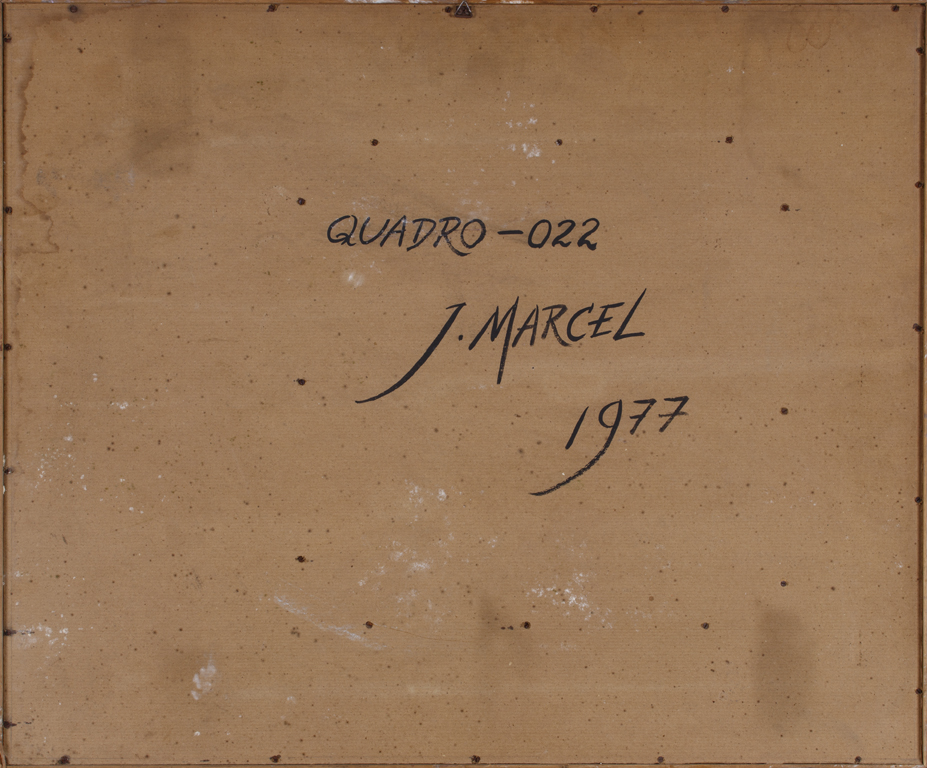 QUADRO - 022
J. MARCEL
1977